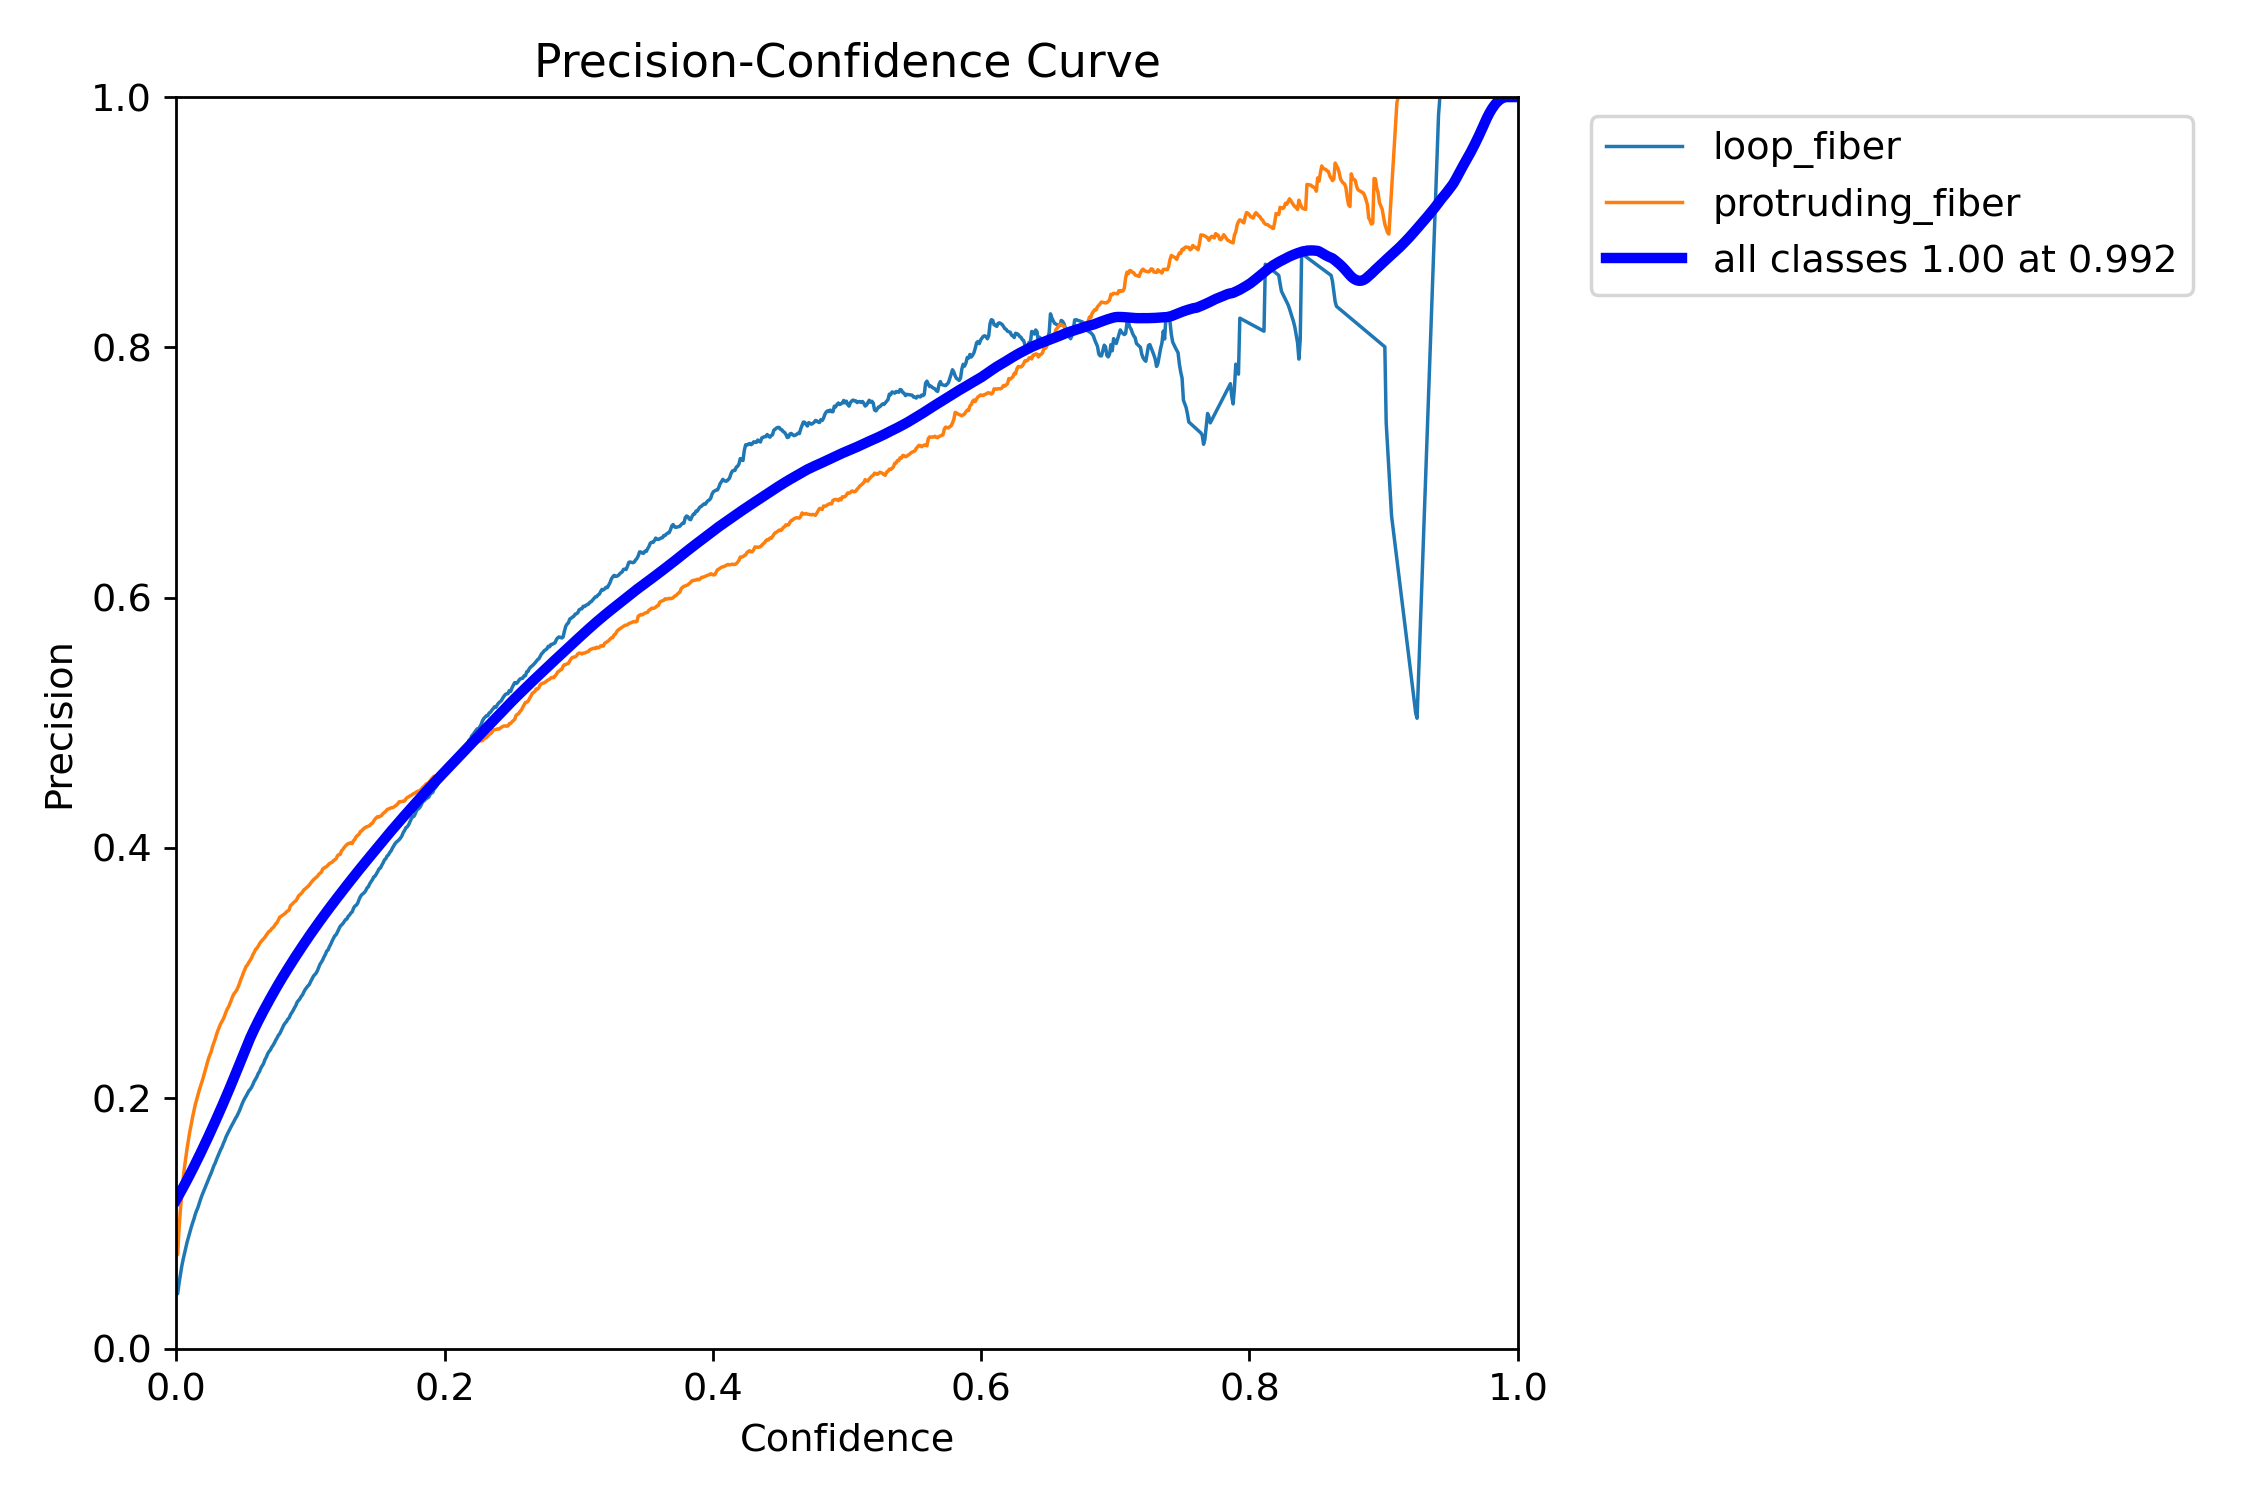 Precision-Confidence Curve
1.0
0.8
0.6
0.4
0.2
0.0
Precision
0.0 0.2 0.4 0.6 0.8 1.0
Confidence
loop_fiber
protruding_fiber
all classes 1.00 at 0.992